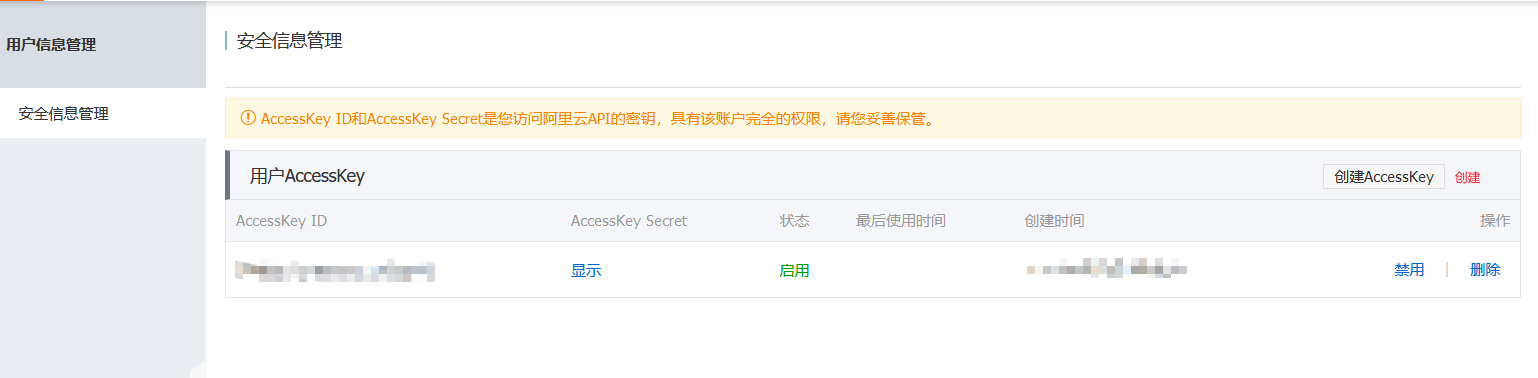 用户信息管理
安全信息管理
安全信息管理
AccessKey ID和AccessKey Secret是您访问阿里云API的密钥，具有该账户完全的权限，请您妥善保管。
用户AccessKey
创建AccessKey 创建
AccessKey ID AccessKey Secret 状态 最后使用时间 创建时间 操作
显示 启用 禁用 | 删除